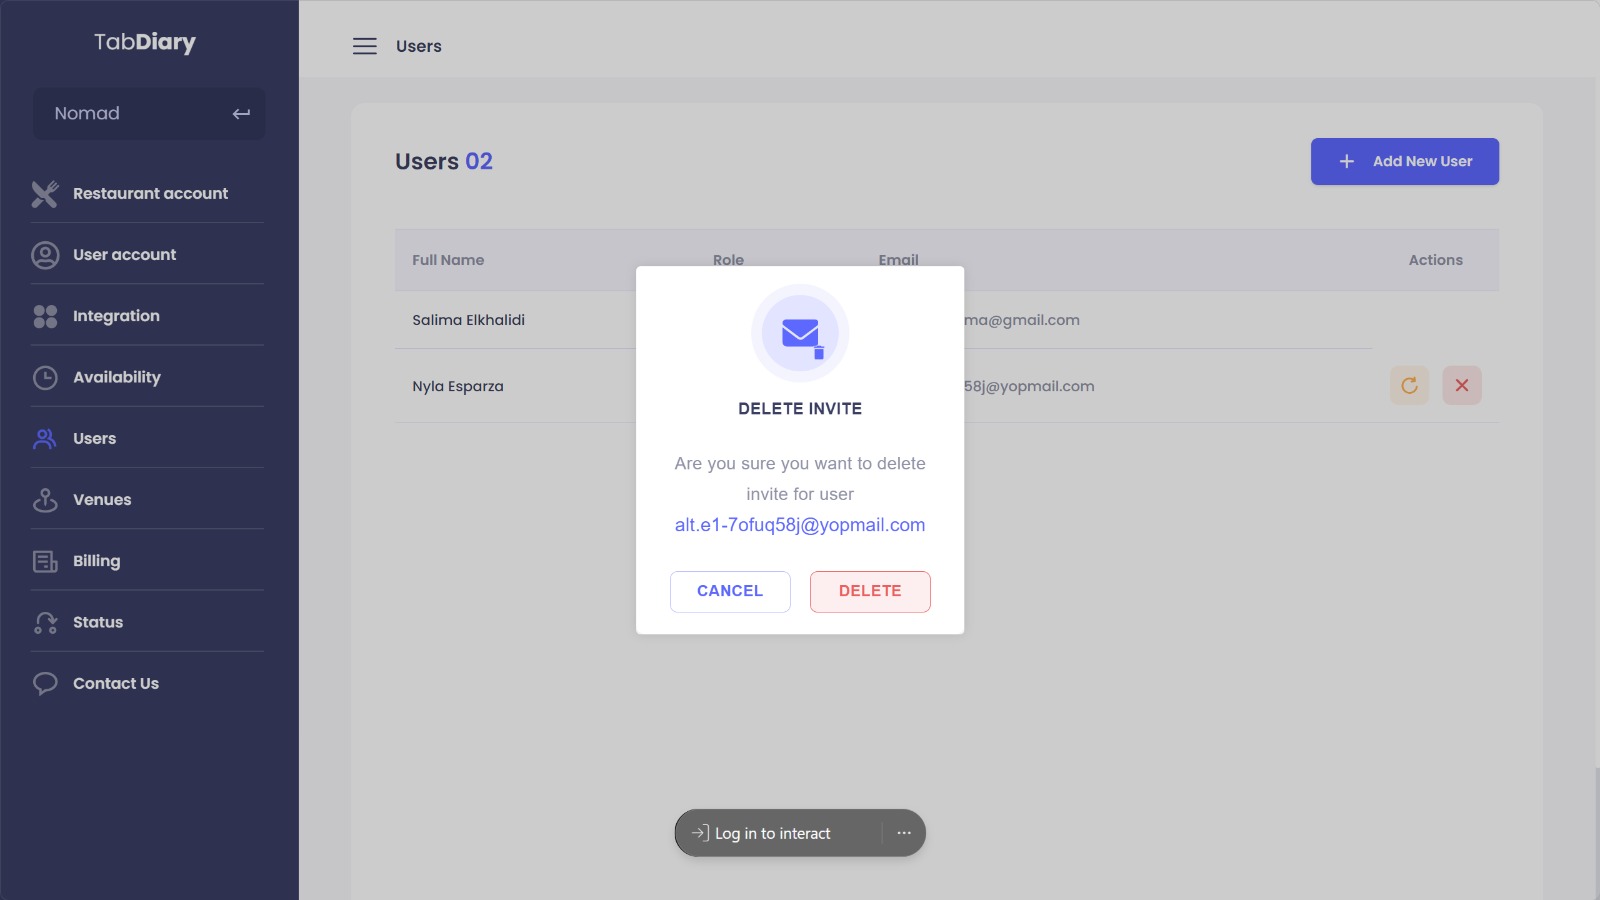 TabDiary
Nomad
Restaurant account
User account
Integration
Availability
Users
Venues
Billing
Status
Contact Us
Users
Users 02
Add New User
Full Name Role Email Actions
Salima Elkhalidi ma@gmail.com
Nyla Esparza 58j@yopmail.com
DELETE INVITE
Are you sure you want to delete
invite for user
alt.e1-7ofuq58j@yopmail.com
CANCEL DELETE
Log in to interact